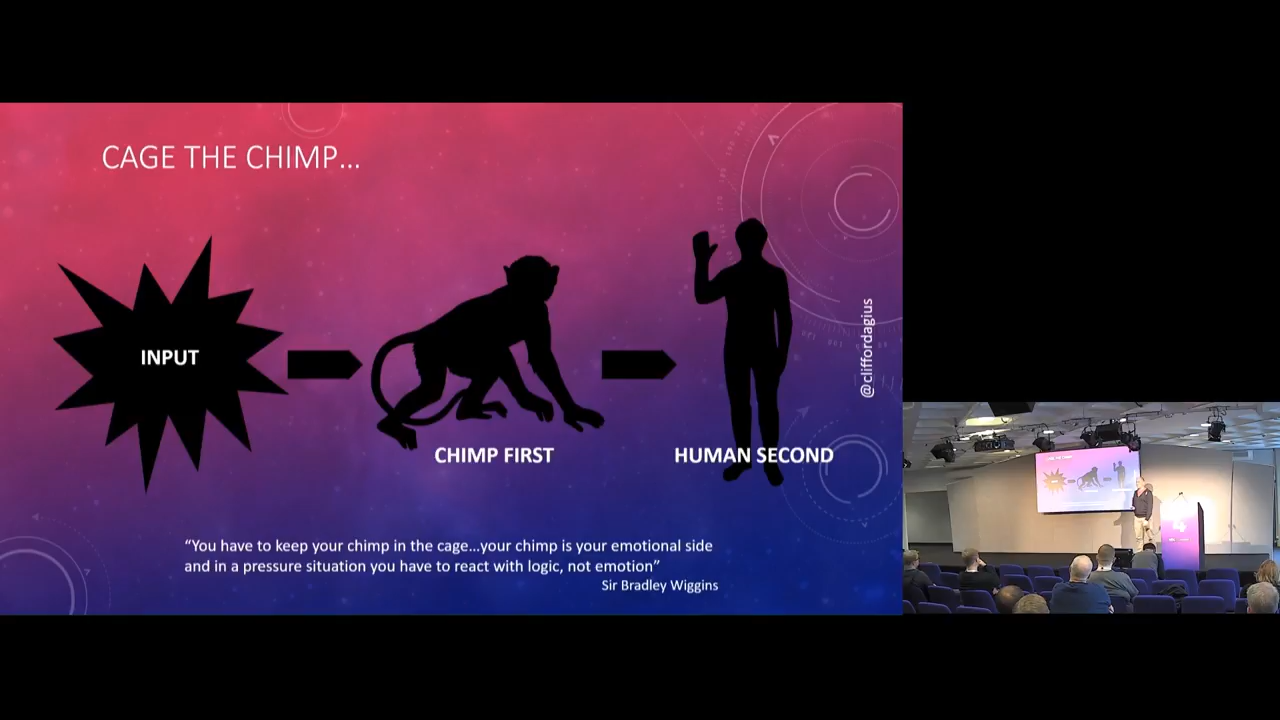 CAGE THE CHIMP...
INPUT
CHIMP FIRST
HUMAN SECOND
@cliffordagius
“You have to keep your chimp in the cage...your chimp is your emotional side
and in a pressure situation you have to react with logic, not emotion”
Sir Bradley Wiggins